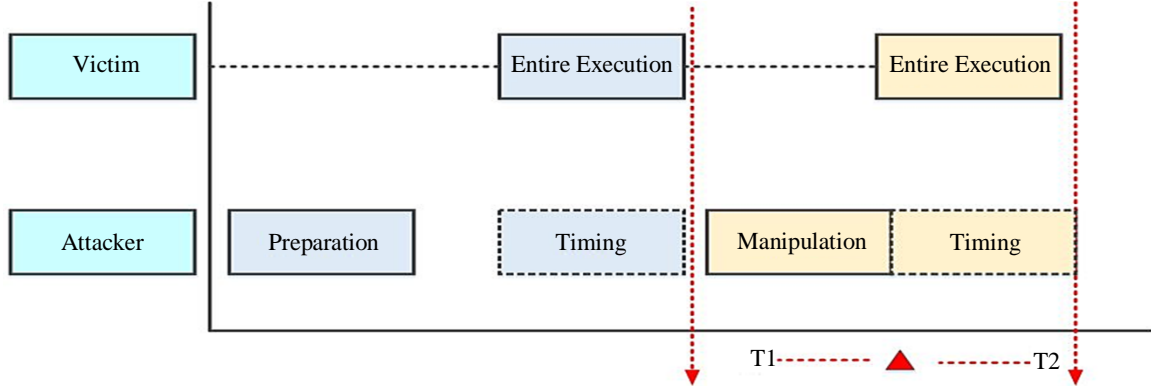 Victim
Entire Execution
Entire Execution
Attacker
Preparation
Timing
Manipulation
Timing
T1
T2